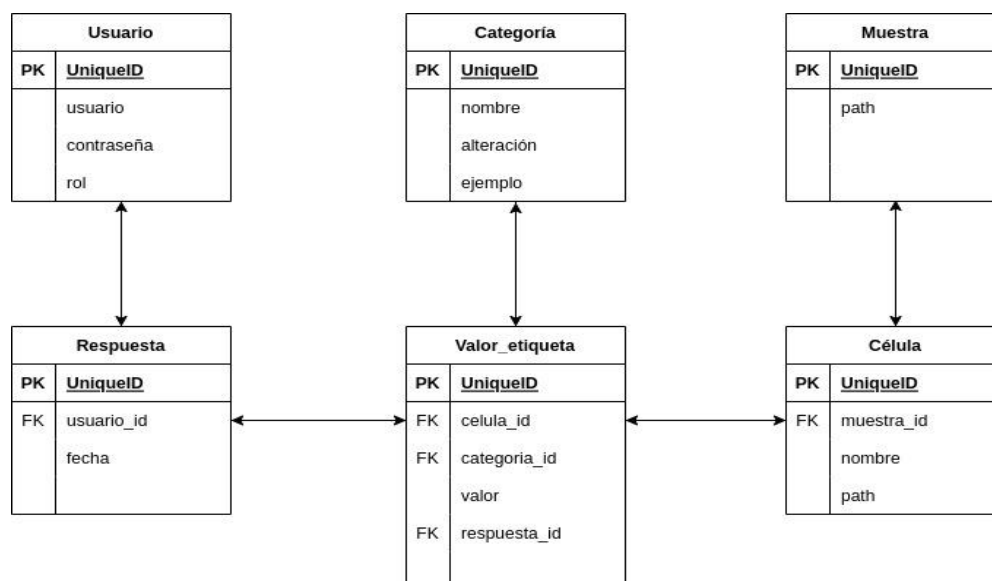 Usuario
PK UniqueID
usuario
contraseña
rol
Categoría
PK UniqueID
nombre
alteración
ejemplo
Muestra
PK UniqueID
path
Respuesta
PK UniqueID
FK usuario_id
fecha
Valor_etiqueta
PK UniqueID
FK celula_id
FK categoria_id
valor
FK respuesta_id
Célula
PK UniqueID
FK muestra_id
nombre
path